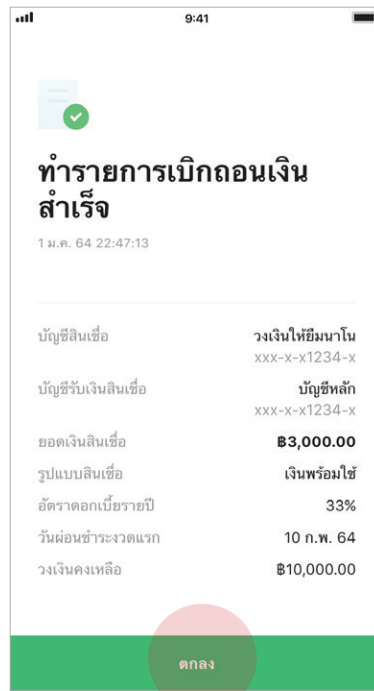 9:41
ทำรายการเบิกถอนเงิน
สำเร็จ
1 ม.ค. 64 22:47:13
บัญชีสินเชื่อ วงเงินให้ยืมนาโน
xxx-x-x1234-x
บัญชีรับเงินสินเชื่อ บัญชีหลัก
xxx-x-x1234-x
ยอดเงินสินเชื่อ ฿3,000.00
รูปแบบสินเชื่อ เงินพร้อมใช้
อัตราดอกเบี้ยรายปี 33%
วันผ่อนชำระงวดแรก 10 ก.พ. 64
วงเงินคงเหลือ ฿10,000.00
ตกลง